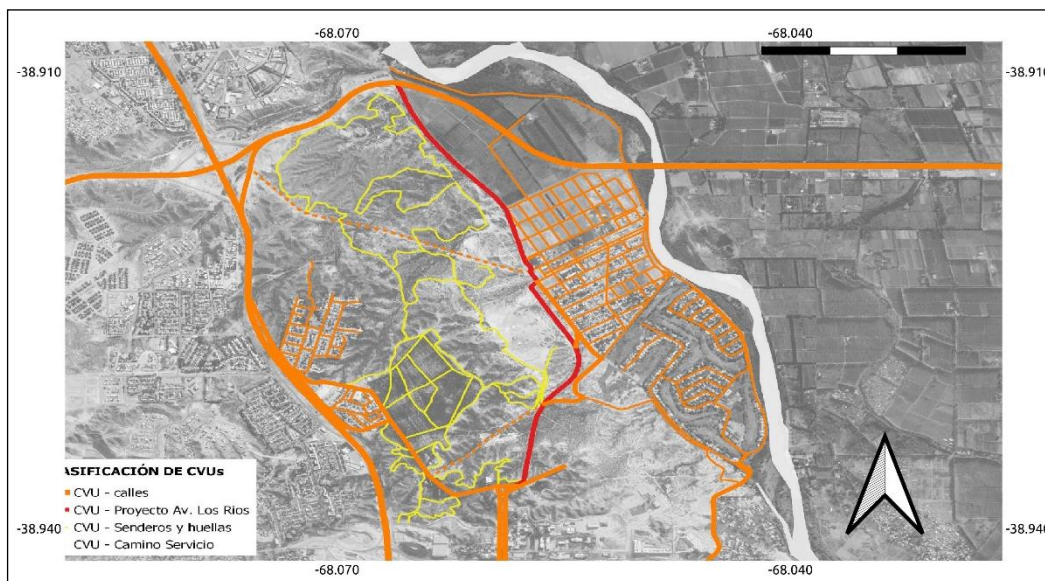 -68.070 -68.040
-38.910 -38.910
ASIFICACIÓN DE CVUs
CVU - calles
CVU - Proyecto Av. Los Rios
CVU - Senderos y huellas
CVU - Camino Servicio
-38.940 -38.940
-68.070 -68.040